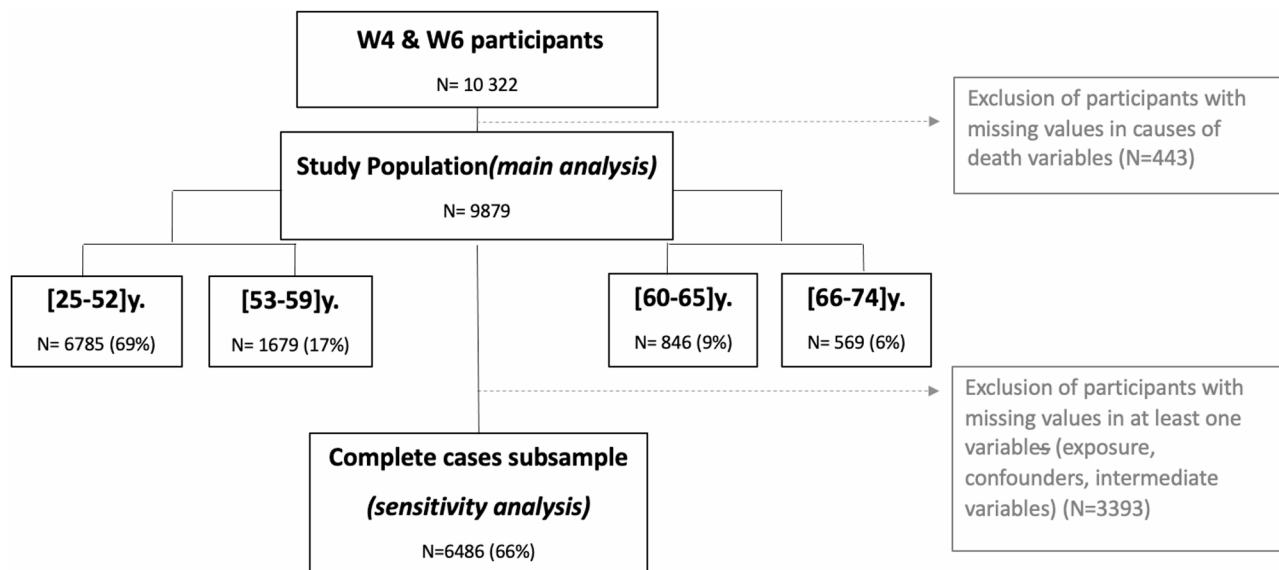 W4 & W6 participants
N= 10 322
Exclusion of participants with
missing values in causes of
death variables (N=443)
Study Population(main analysis)
N= 9879
[25-52]y.
N= 6785 (69%)
[53-59]y.
N= 1679 (17%)
[60-65]y.
N= 846 (9%)
[66-74]y.
N= 569 (6%)
Exclusion of participants with
missing values in at least one
variables (exposure,
confounders, intermediate
variables) (N=3393)
Complete cases subsample
(sensitivity analysis)
N=6486 (66%)